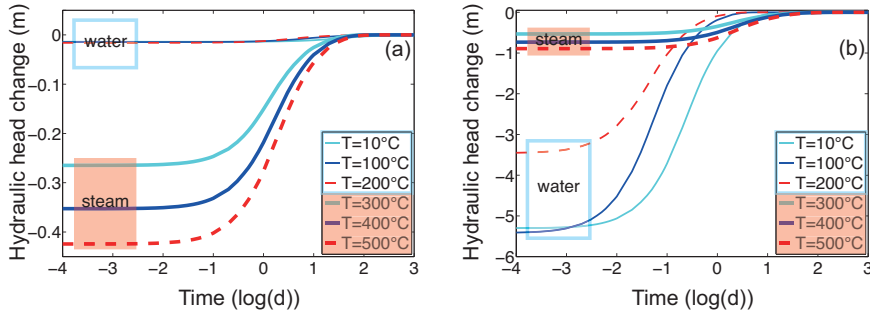 0
−0.1
−0.2
−0.3
−0.4
Hydraulic head change (m)
water
(a)
steam
T=10°C
T=100°C
T=200°C
T=300°C
T=400°C
T=500°C
−4 −3 −2 −1 0 1 2 3
Time (log(d))
0
−1
−2
−3
−4
−5
−6
Hydraulic head change (m)
steam
(b)
water
T=10°C
T=100°C
T=200°C
T=300°C
T=400°C
T=500°C
−4 −3 −2 −1 0 1 2 3
Time (log(d))